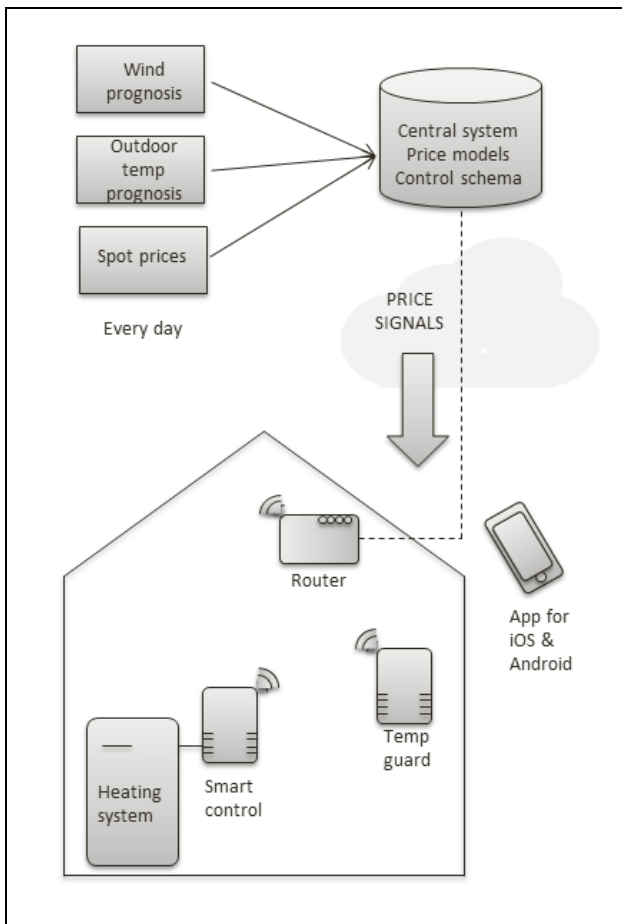 Wind
prognosis
Outdoor
temp
prognosis
Spot prices
Every day
Central system
Price models
Control schema
PRICE
SIGNALS
Router
App for
iOS &
Android
Temp
guard
Smart
control
Heating
system